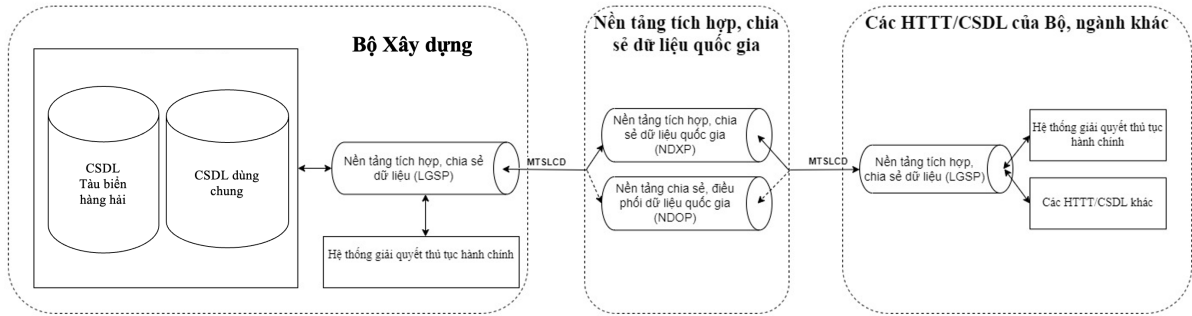 Bộ Xây dựng
CSDL
Tàu biển
hàng hải
CSDL dùng
chung
Nền tảng tích hợp, chia sẻ
dữ liệu (LGSP)
Hệ thống giải quyết thủ tục hành chính
MTSLCD
Nền tảng tích hợp, chia
sẻ dữ liệu quốc gia
Nền tảng tích hợp, chia
sẻ dữ liệu quốc gia
(NDXP)
Nền tảng chia sẻ, điều
phối dữ liệu quốc gia
(NDOP)
MTSLCD
Các HTTT/CSDL của Bộ, ngành khác
Nền tảng tích hợp,
chia sẻ dữ liệu (LGSP)
Hệ thống giải quyết thủ tục
hành chính
Các HTTT/CSDL khác